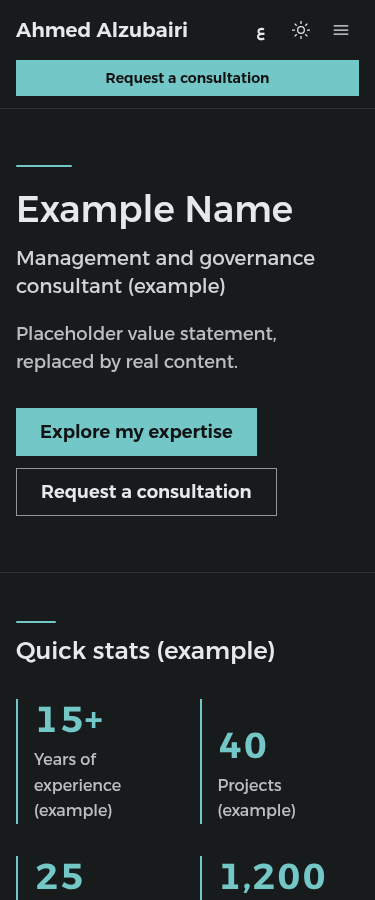 Ahmed Alzubairi
ع
Request a consultation
Example Name
Management and governance
consultant (example)
Placeholder value statement,
replaced by real content.
Explore my expertise
Request a consultation
Quick stats (example)
15+
Years of
experience
(example)
40
Projects
(example)
25
1,200